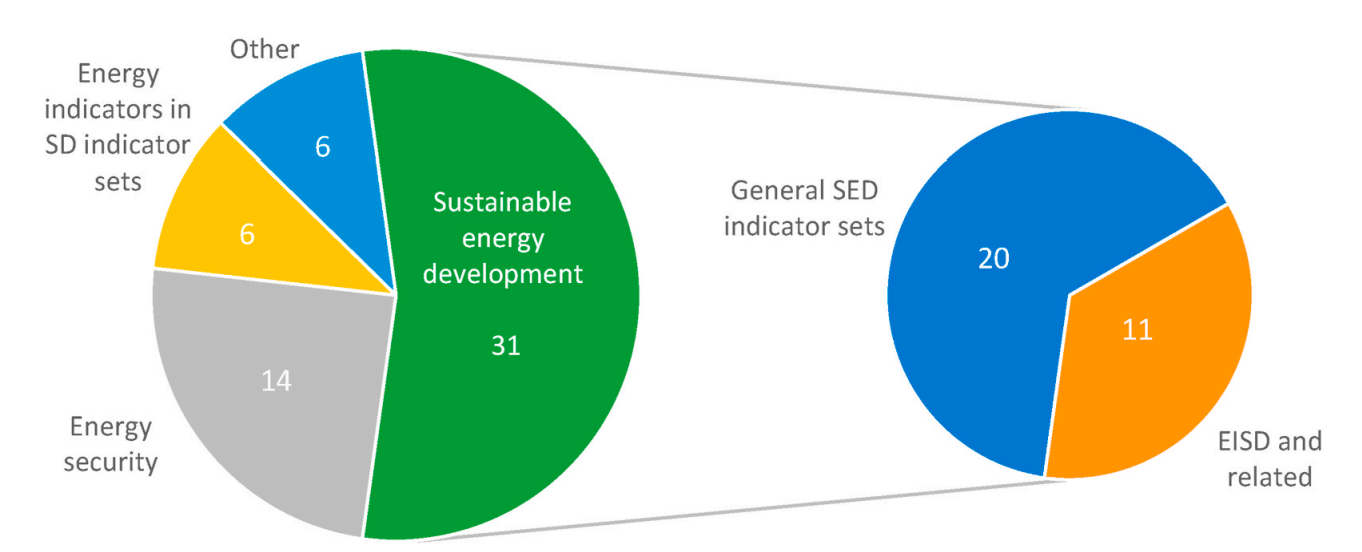 Other
Energy
indicators in
SD indicator
sets
6
6
Sustainable
energy
development
31
14
Energy
security
General SED
indicator sets
20
11
EISD and
related